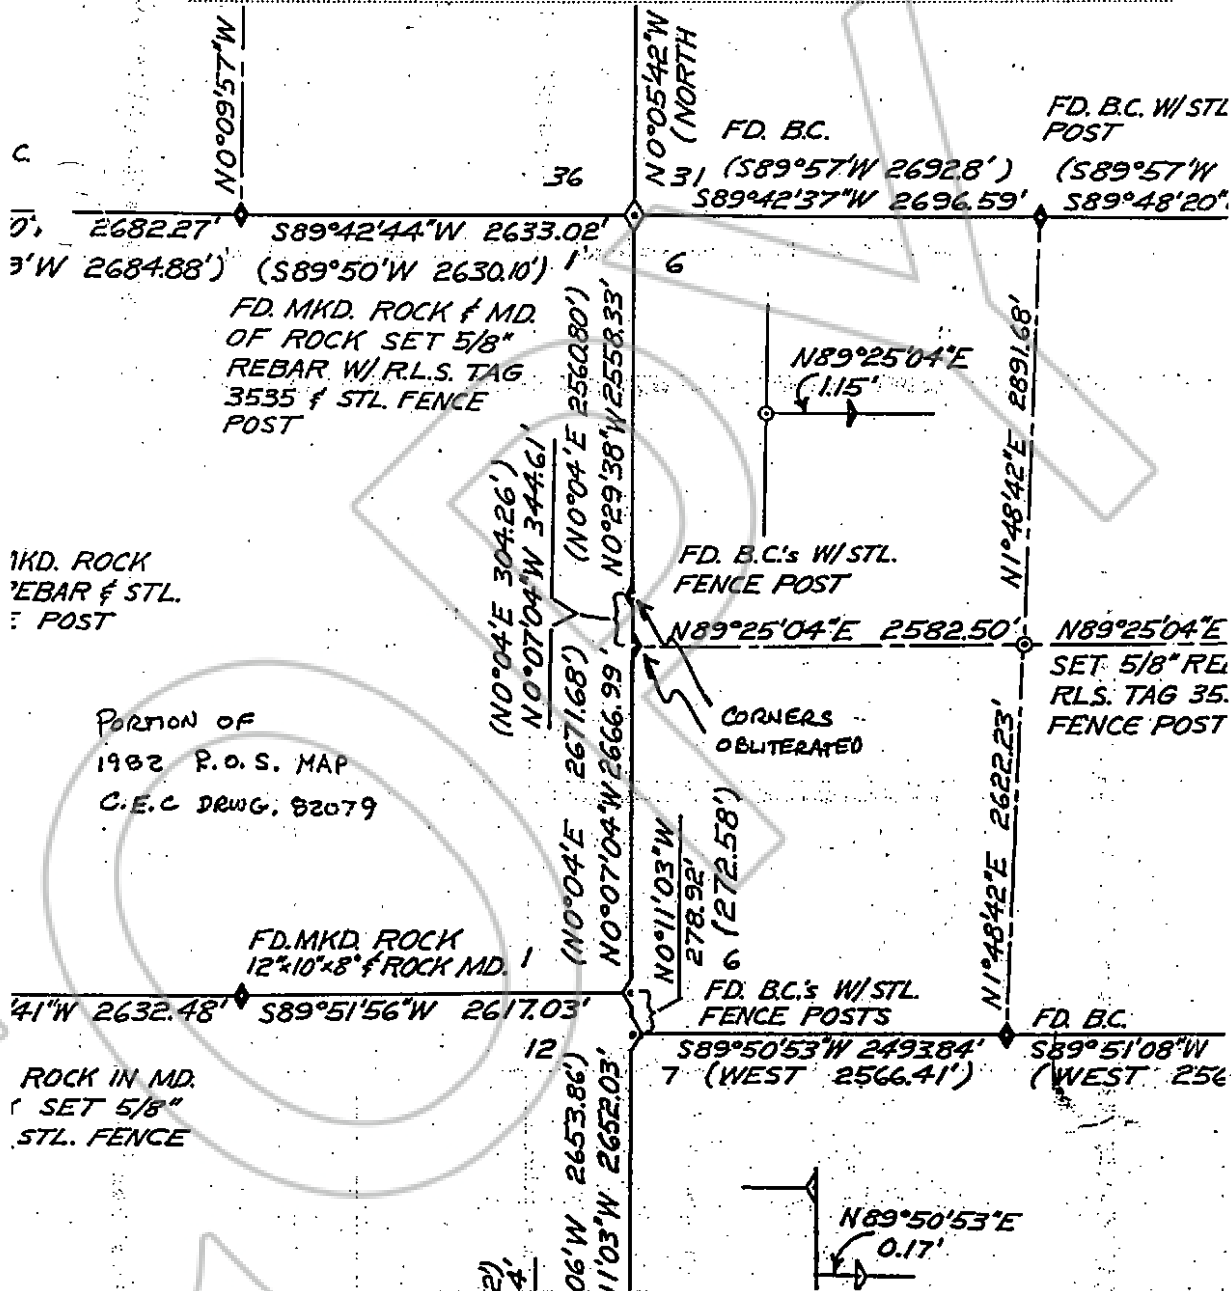 N0°09'57"W
N0°05'42"W
(NORTH
FD. B.C.
FD. B.C. W/STL
POST
C.
36
31
(S89°57'W 2692.8')
(S89°57'W
S89°42'37"W 2696.59'
S89°48'20"
0'.
2682.27'
S89°42'44"W 2633.02'
3'W 2684.88')
(S89°50'W 2630.10')
1
6
FD. MKD. ROCK & MD.
OF ROCK SET 5/8"
REBAR W/ R.L.S. TAG
3535 & STL. FENCE
POST
(N0°04'E 2560.80')
N0°29'38"W 2558.33'
N89°25'04"E
1.15'
N1°48'42"E 2891.68'
(N0°04'E 304.26')
N0°07'04"W 344.61'
MKD. ROCK
REBAR & STL.
E POST
FD. B.C.'s W/STL.
FENCE POST
N89°25'04"E 2582.50'
N89°25'04"E
SET 5/8" RE
RLS. TAG 35
FENCE POST
CORNERS
OBLITERATED
PORTION OF
1982 R.O.S. MAP
C.E.C DRWG. 82079
(N0°04'E 2671.68')
N0°07'04"W 2666.99'
N0°11'03"W
278.92'
(272.58')
6
N1°48'42"E 2622.23'
FD. MKD. ROCK
12"x10"x8" & ROCK MD.
1
FD. B.C.'s W/STL.
FENCE POSTS
FD. B.C.
'41"W 2632.48'
S89°51'56"W 2617.03'
12
S89°50'53"W 2493.84'
S89°51'08"W
7
(WEST 2566.41')
(WEST 256
ROCK IN MD.
SET 5/8"
STL. FENCE
06'W 2653.86')
11'03"W 2652.03'
2')
4'
N89°50'53"E
0.17'
COPY